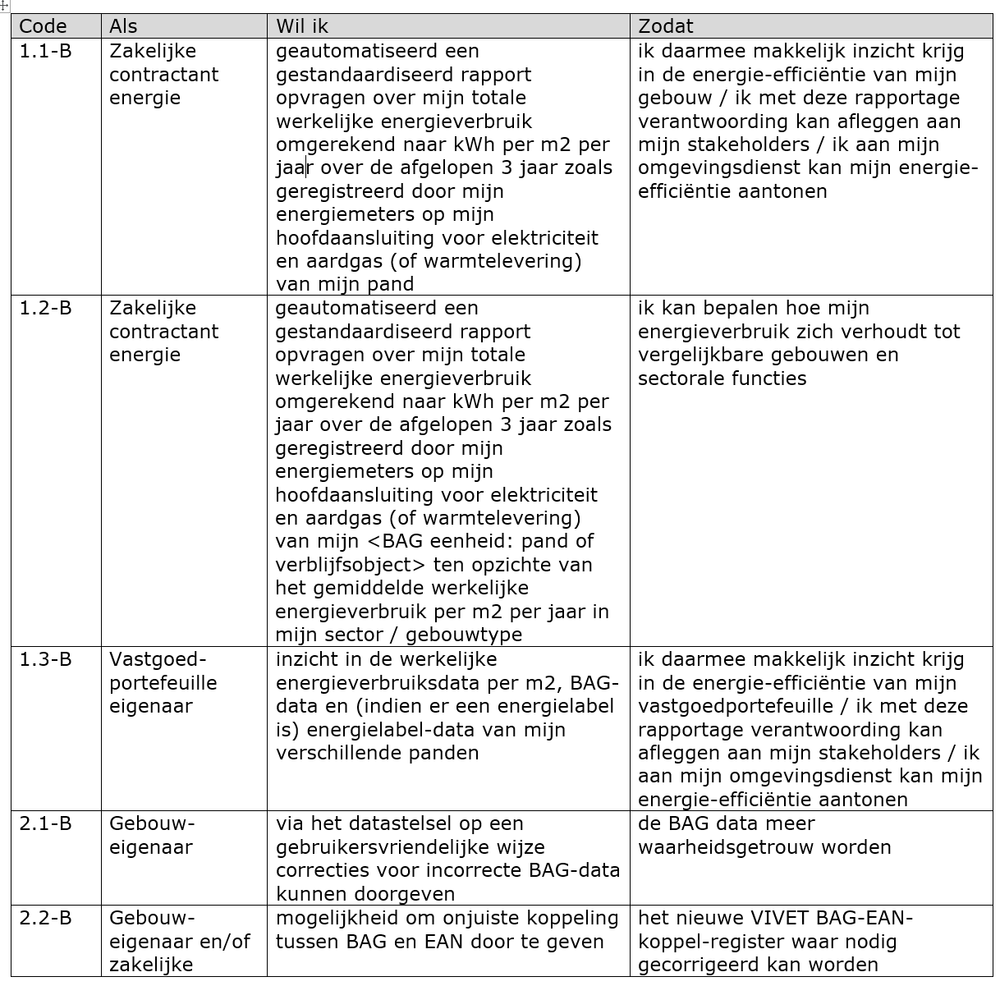 Code Als Wil ik Zodat
1.1-B
Zakelijke
contractant
energie
geautomatiseerd een
gestandaardiseerd rapport
opvragen over mijn totale
werkelijke energieverbruik
omgerekend naar kWh per m2 per
jaar over de afgelopen 3 jaar zoals
geregistreerd door mijn
energiemeters op mijn
hoofdaansluiting voor elektriciteit
en aardgas (of warmtelevering)
van mijn pand
ik daarmee makkelijk inzicht krijg
in de energie-efficiëntie van mijn
gebouw / ik met deze rapportage
verantwoording kan afleggen aan
mijn stakeholders / ik aan mijn
omgevingsdienst kan mijn energie-
efficiëntie aantonen
1.2-B
Zakelijke
contractant
energie
geautomatiseerd een
gestandaardiseerd rapport
opvragen over mijn totale
werkelijke energieverbruik
omgerekend naar kWh per m2 per
jaar over de afgelopen 3 jaar zoals
geregistreerd door mijn
energiemeters op mijn
hoofdaansluiting voor elektriciteit
en aardgas (of warmtelevering)
van mijn <BAG eenheid: pand of
verblijfsobject> ten opzichte van
het gemiddelde werkelijke
energieverbruik per m2 per jaar in
mijn sector / gebouwtype
ik kan bepalen hoe mijn
energieverbruik zich verhoudt tot
vergelijkbare gebouwen en
sectorale functies
1.3-B
Vastgoed-
portefeuille
eigenaar
inzicht in de werkelijke
energieverbruiksdata per m2, BAG-
data en (indien er een energielabel
is) energielabel-data van mijn
verschillende panden
ik daarmee makkelijk inzicht krijg
in de energie-efficiëntie van mijn
vastgoedportefeuille / ik met deze
rapportage verantwoording kan
afleggen aan mijn stakeholders / ik
aan mijn omgevingsdienst kan mijn
energie-efficiëntie aantonen
2.1-B
Gebouw-
eigenaar
via het datastelsel op een
gebruikersvriendelijke wijze
correcties voor incorrecte BAG-data
kunnen doorgeven
de BAG data meer
waarheidsgetrouw worden
2.2-B
Gebouw-
eigenaar en/of
zakelijke
mogelijkheid om onjuiste koppeling
tussen BAG en EAN door te geven
het nieuwe VIVET BAG-EAN-
koppel-register waar nodig
gecorrigeerd kan worden